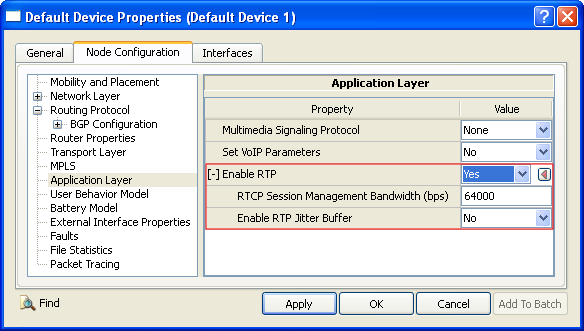 Default Device Properties (Default Device 1)
General
Node Configuration
Interfaces
Mobility and Placement
Network Layer
Routing Protocol
BGP Configuration
Router Properties
Transport Layer
MPLS
Application Layer
User Behavior Model
Battery Model
External Interface Properties
Faults
File Statistics
Packet Tracing
Application Layer
Property Value
Multimedia Signaling Protocol None
Set VoIP Parameters No
[-] Enable RTP Yes
RTCP Session Management Bandwidth (bps) 64000
Enable RTP Jitter Buffer No
Find
Apply
OK
Cancel
Add To Batch